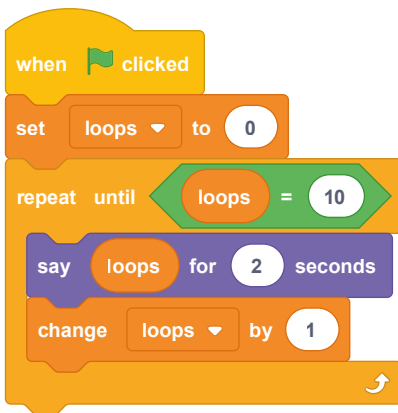 when clicked
set loops to 0
repeat until loops = 10
say loops for 2 seconds
change loops by 1